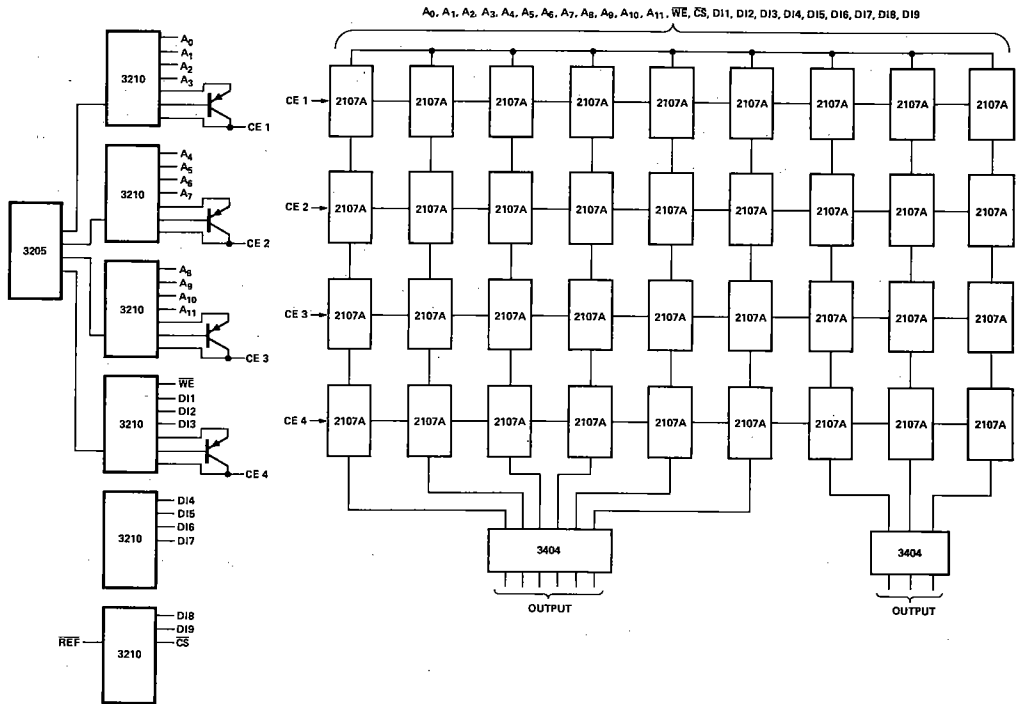 A0, A1, A2, A3, A4, A5, A6, A7, A8, A9, A10, A11, WE, CS, DI1, DI2, DI3, DI4, DI5, DI6, DI7, DI8, DI9
3205
3210
A0
A1
A2
A3
CE 1
3210
A4
A5
A6
A7
CE 2
3210
A8
A9
A10
A11
CE 3
3210
WE
DI1
DI2
DI3
CE 4
3210
DI4
DI5
DI6
DI7
REF
3210
DI8
DI9
CS
CE 1 2107A 2107A 2107A 2107A 2107A 2107A 2107A 2107A 2107A
CE 2 2107A 2107A 2107A 2107A 2107A 2107A 2107A 2107A 2107A
CE 3 2107A 2107A 2107A 2107A 2107A 2107A 2107A 2107A 2107A
CE 4 2107A 2107A 2107A 2107A 2107A 2107A 2107A 2107A 2107A
3404 3404
OUTPUT OUTPUT